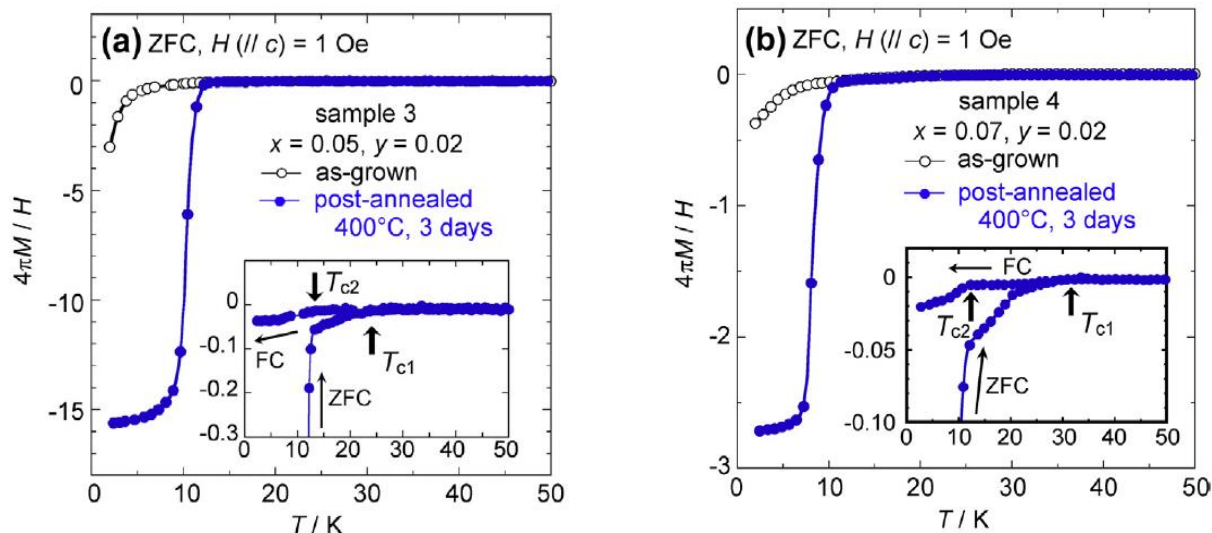 (a) ZFC, H (// c) = 1 Oe
0
-5
-10
-15
4πM / H
sample 3
x = 0.05, y = 0.02
as-grown
post-annealed
400°C, 3 days
0
-0.1
-0.2
-0.3
Tc2
FC
Tc1
ZFC
0 10 20 30 40 50
0 10 20 30 40 50
T / K
(b) ZFC, H (// c) = 1 Oe
0
-1
-2
-3
4πM / H
sample 4
x = 0.07, y = 0.02
as-grown
post-annealed
400°C, 3 days
FC
0
-0.05
-0.10
Tc2
Tc1
ZFC
0 10 20 30 40 50
0 10 20 30 40 50
T / K